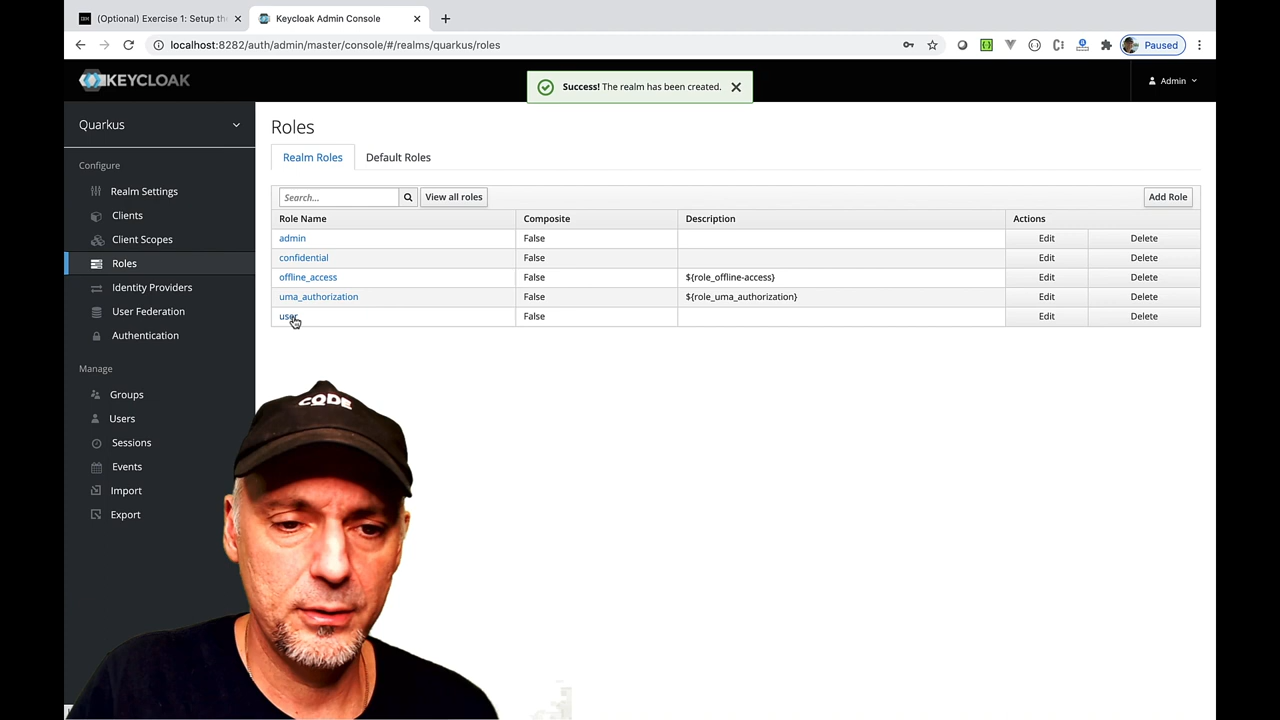 (Optional) Exercise 1: Setup th
Keycloak Admin Console
localhost:8282/auth/admin/master/console/#/realms/quarkus/roles
Paused
KEYCLOAK
Success! The realm has been created.
Admin
Quarkus
Configure
Realm Settings
Clients
Client Scopes
Roles
Identity Providers
User Federation
Authentication
Manage
Groups
Users
Sessions
Events
Import
Export
Roles
Realm Roles Default Roles
Search... View all roles Add Role
Role Name Composite Description Actions
admin False Edit Delete
confidential False Edit Delete
offline_access False ${role_offline-access} Edit Delete
uma_authorization False ${role_uma_authorization} Edit Delete
user False Edit Delete
CODE